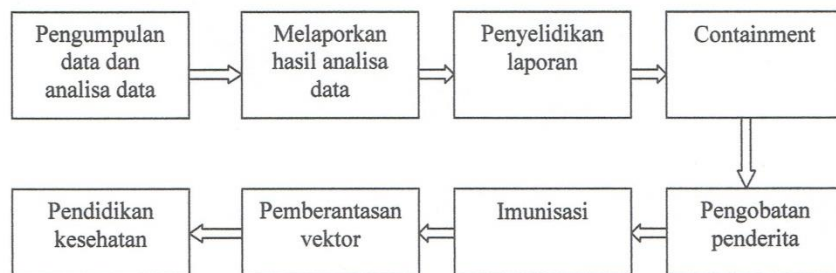 Pengumpulan
data dan
analisa data
Melaporkan
hasil analisa
data
Penyelidikan
laporan
Containment
Pengobatan
penderita
Imunisasi
Pemberantasan
vektor
Pendidikan
kesehatan